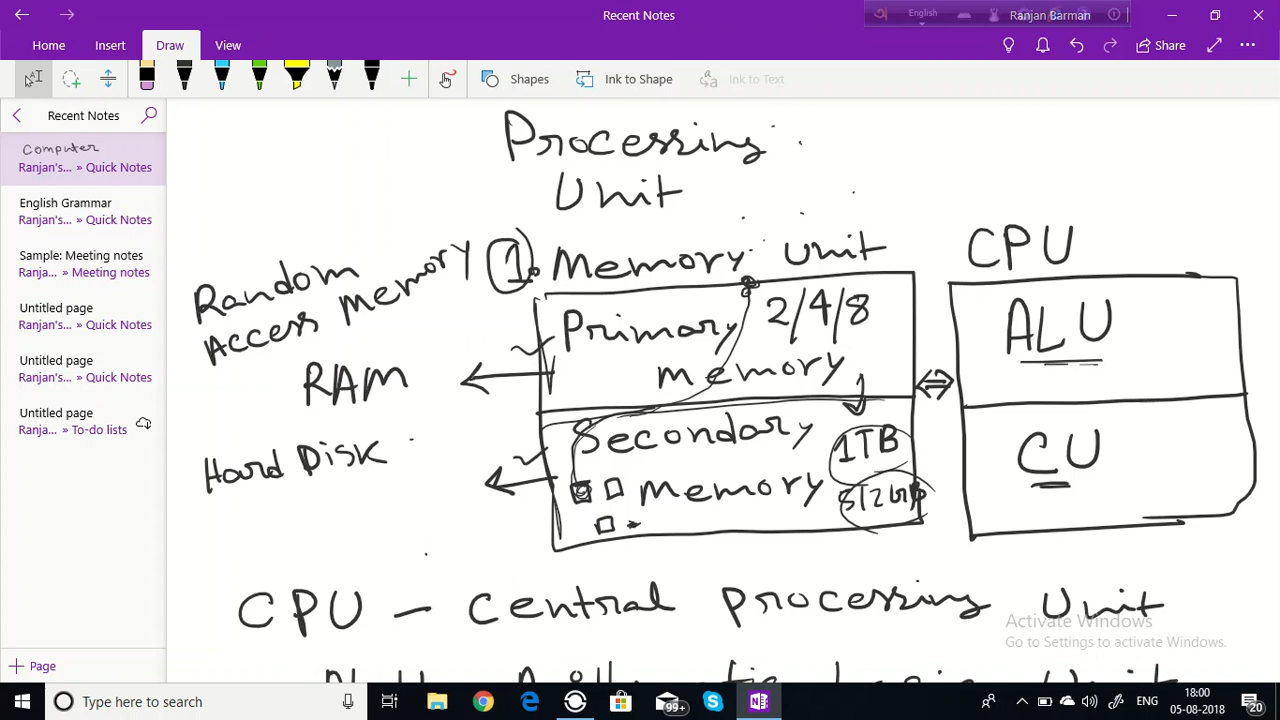 Recent Notes
English
Ranjan Barman
Home
Insert
Draw
View
Share
Shapes
Ink to Shape
Ink to Text
Recent Notes
Computer
Ranjan's... » Quick Notes
English Grammar
Ranjan's... » Quick Notes
Sample: Meeting notes
Ranja... » Meeting notes
Untitled page
Ranjan's... » Quick Notes
Untitled page
Ranjan's... » Quick Notes
Untitled page
Ranja... » To-do lists
Page
Processing
Unit
1. Memory unit
CPU
Random
Access Memory
RAM
Hard Disk
Primary 2/4/8
memory
Secondary 1TB
memory 512GB
ALU
CU
CPU - Central processing Unit
Activate Windows
Go to Settings to activate Windows.
Type here to search
99+
ENG
18:00
05-08-2018
20